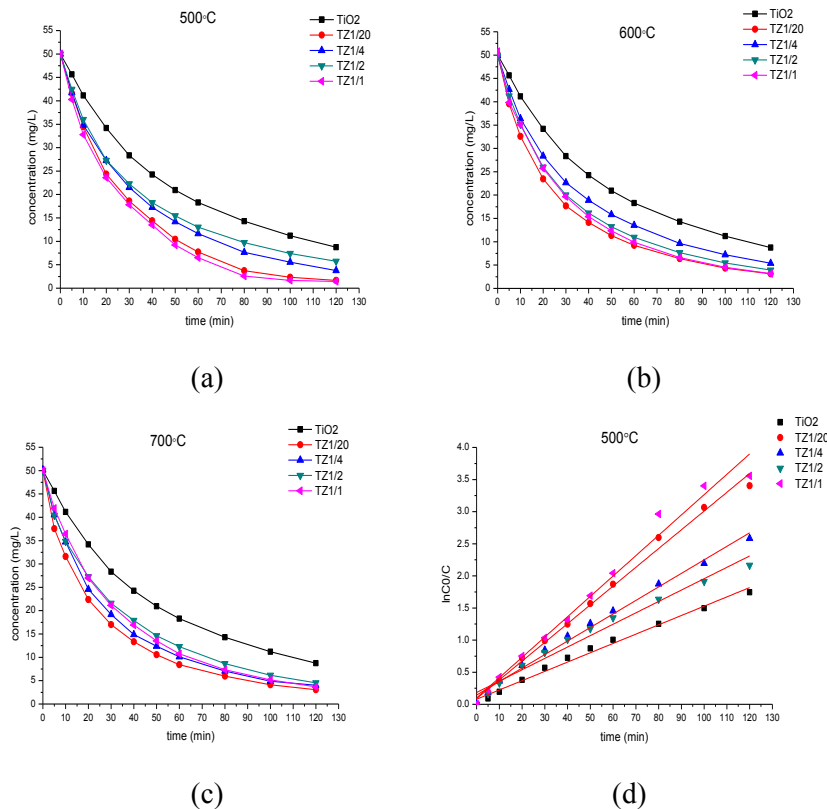 500°C
TiO2
TZ1/20
TZ1/4
TZ1/2
TZ1/1
concentration (mg/L)
55
50
45
40
35
30
25
20
15
10
5
0
0 10 20 30 40 50 60 70 80 90 100 110 120 130
time (min)
(a)
600°C
TiO2
TZ1/20
TZ1/4
TZ1/2
TZ1/1
concentration (mg/L)
55
50
45
40
35
30
25
20
15
10
5
0
0 10 20 30 40 50 60 70 80 90 100 110 120 130
time (min)
(b)
700°C
TiO2
TZ1/20
TZ1/4
TZ1/2
TZ1/1
concentration (mg/L)
55
50
45
40
35
30
25
20
15
10
5
0
0 10 20 30 40 50 60 70 80 90 100 110 120 130
time (min)
(c)
500°C
TiO2
TZ1/20
TZ1/4
TZ1/2
TZ1/1
lnC0/C
4.0
3.5
3.0
2.5
2.0
1.5
1.0
0.5
0.0
0 10 20 30 40 50 60 70 80 90 100 110 120 130
time (min)
(d)